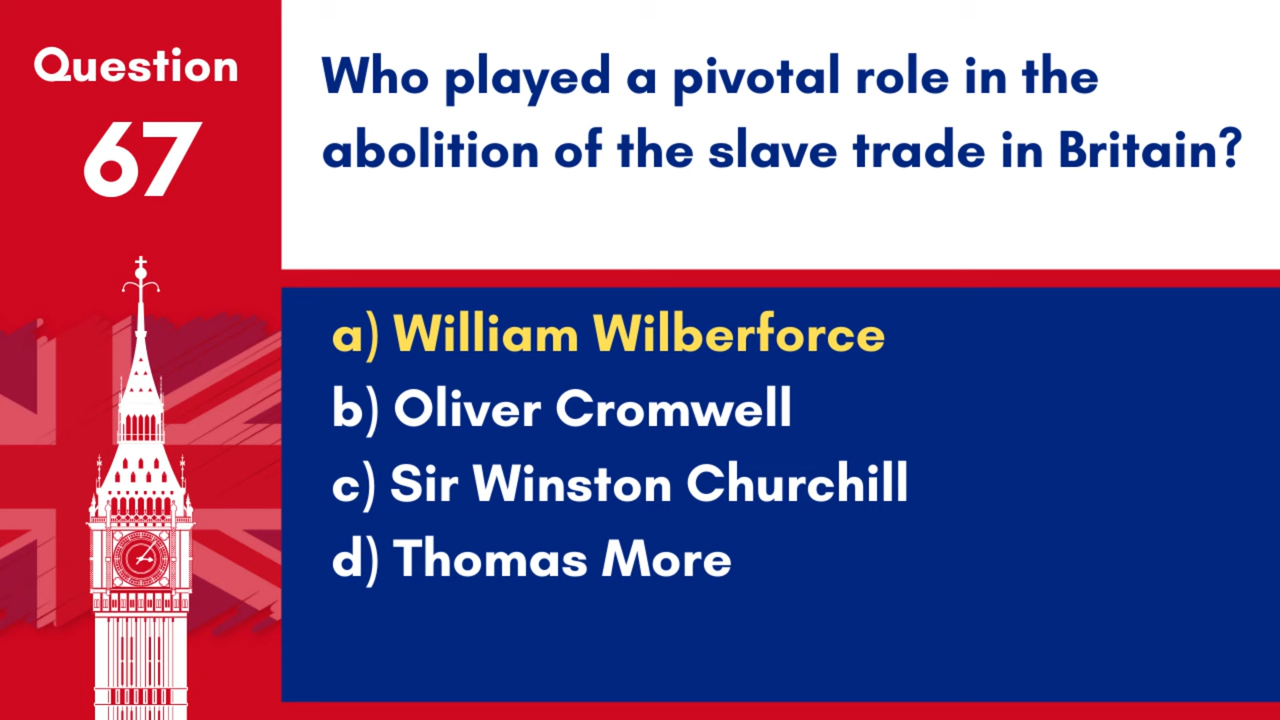 Question
67
Who played a pivotal role in the
abolition of the slave trade in Britain?
a) William Wilberforce
b) Oliver Cromwell
c) Sir Winston Churchill
d) Thomas More